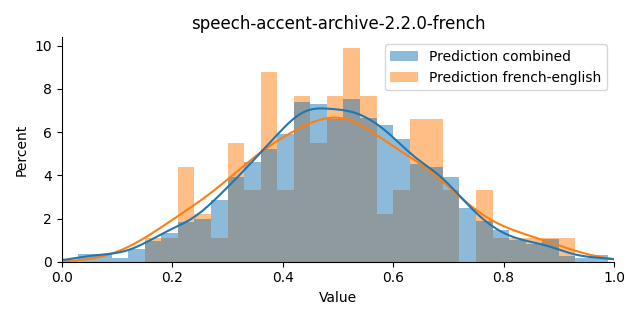 speech-accent-archive-2.2.0-french
Prediction combined
Prediction french-english
Percent
10
8
6
4
2
0
0.0 0.2 0.4 0.6 0.8 1.0
Value